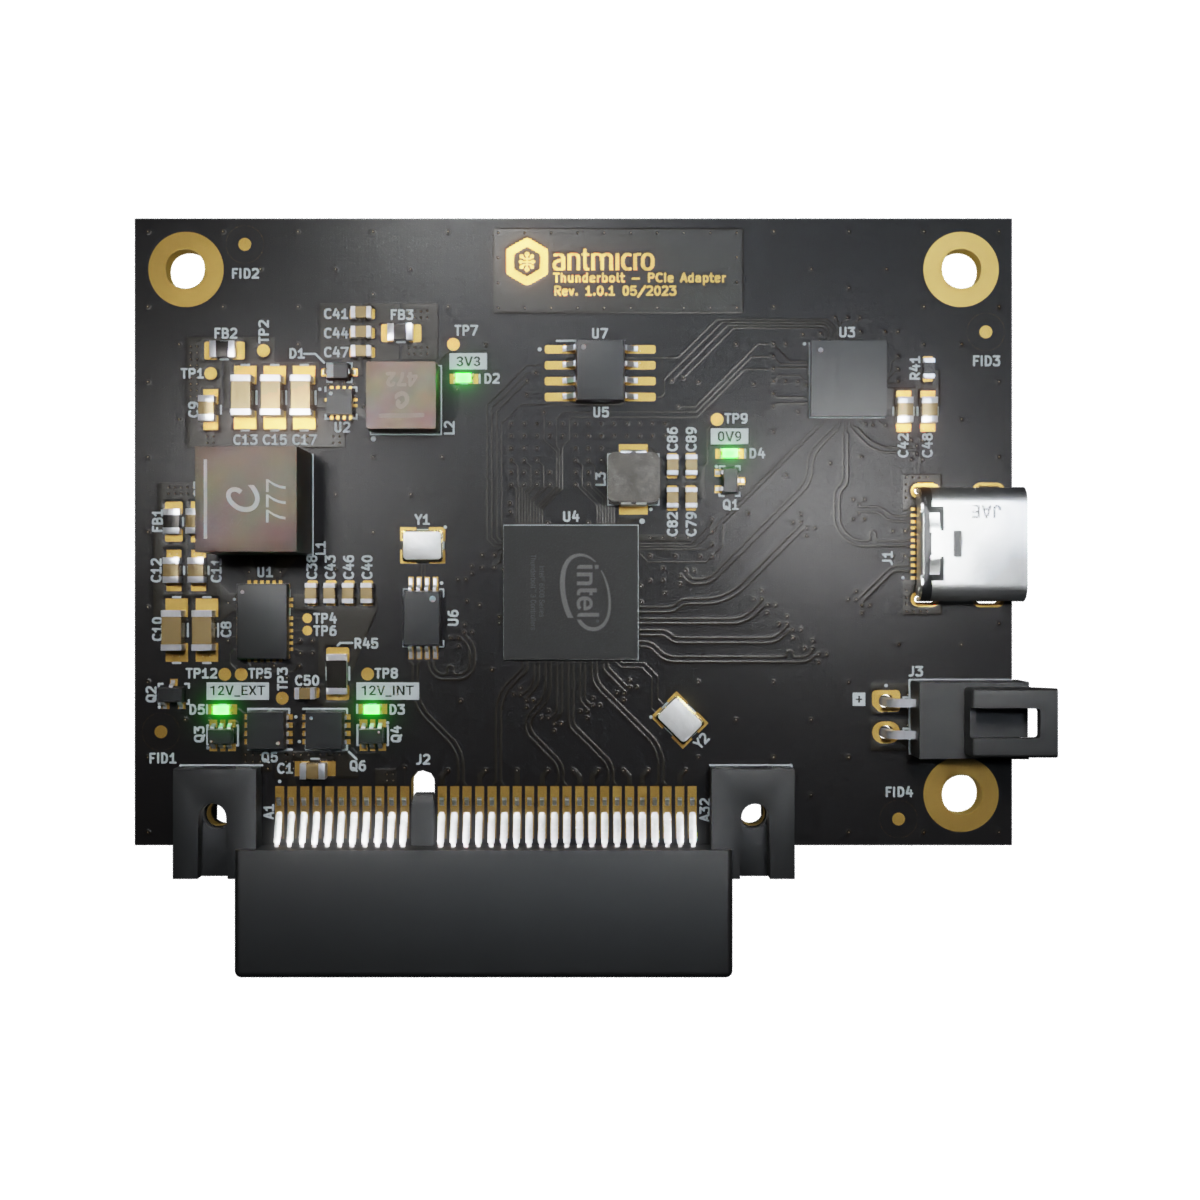 antmicro
Thunderbolt - PCIe Adapter
Rev. 1.0.1 05/2023
FID2
C41
C44
C47
FB3
FB2
TP2
D1
TP1
TP7
3V3
D2
C9
U2
472
C
L2
C13 C15 C17
U7
U5
U3
R41
FID3
C42
C48
TP9
0V9
D4
C86
C89
L3
Q1
C82
C79
C
777
L1
FB1
C12
C11
U1
C38
C43
C46
C40
Y1
U4
intel
U6
JAE
J1
C10
C8
TP4
TP6
R45
TP12
TP5
TP3
TP8
12V_EXT
C50
12V_INT
Q2
D5
D3
Q3
Q5
Q6
Q4
Y2
J3
+
FID1
C1
J2
A1
A32
FID4